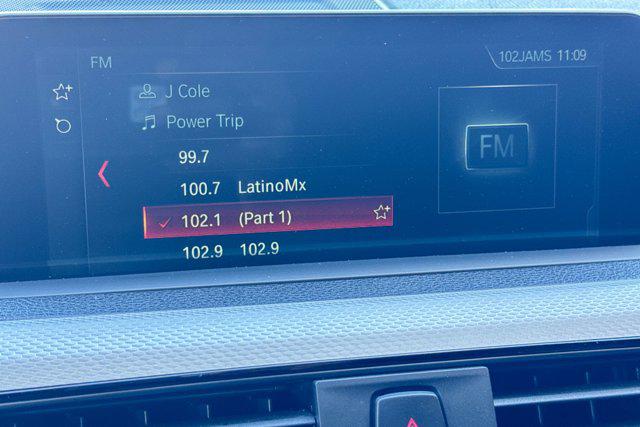 FM
102JAMS 11:09
J Cole
Power Trip
FM
99.7
100.7 LatinoMx
102.1 (Part 1)
102.9 102.9